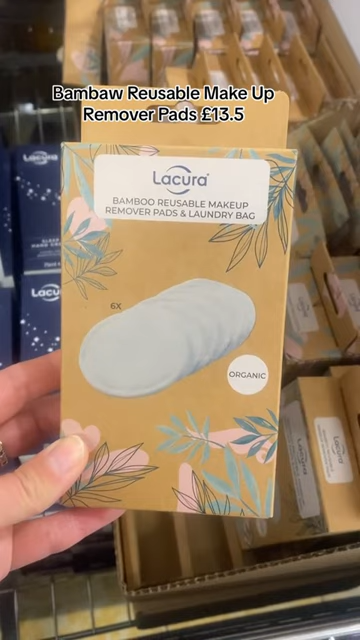 Bambaw Reusable Make Up
Remover Pads £13.5
Lacura
BAMBOO REUSABLE MAKEUP
REMOVER PADS & LAUNDRY BAG
6X
ORGANIC
Lacura
Lacura